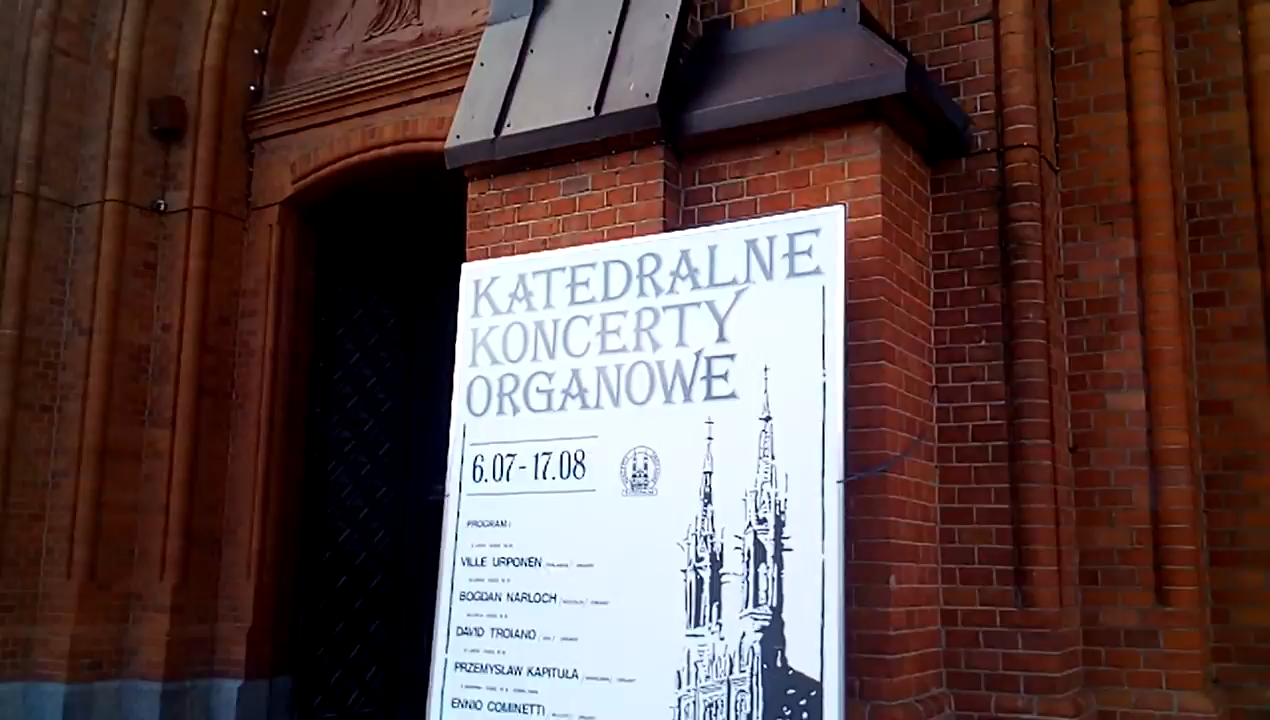 KATEDRALNE
KONCERTY
ORGANOWE
6.07-17.08
PROGRAM:
VILLE URPONEN
BOGDAN NARLOCH
DAVID TROIANO
PRZEMYSŁAW KAPITUŁA
ENNIO COMINETTI